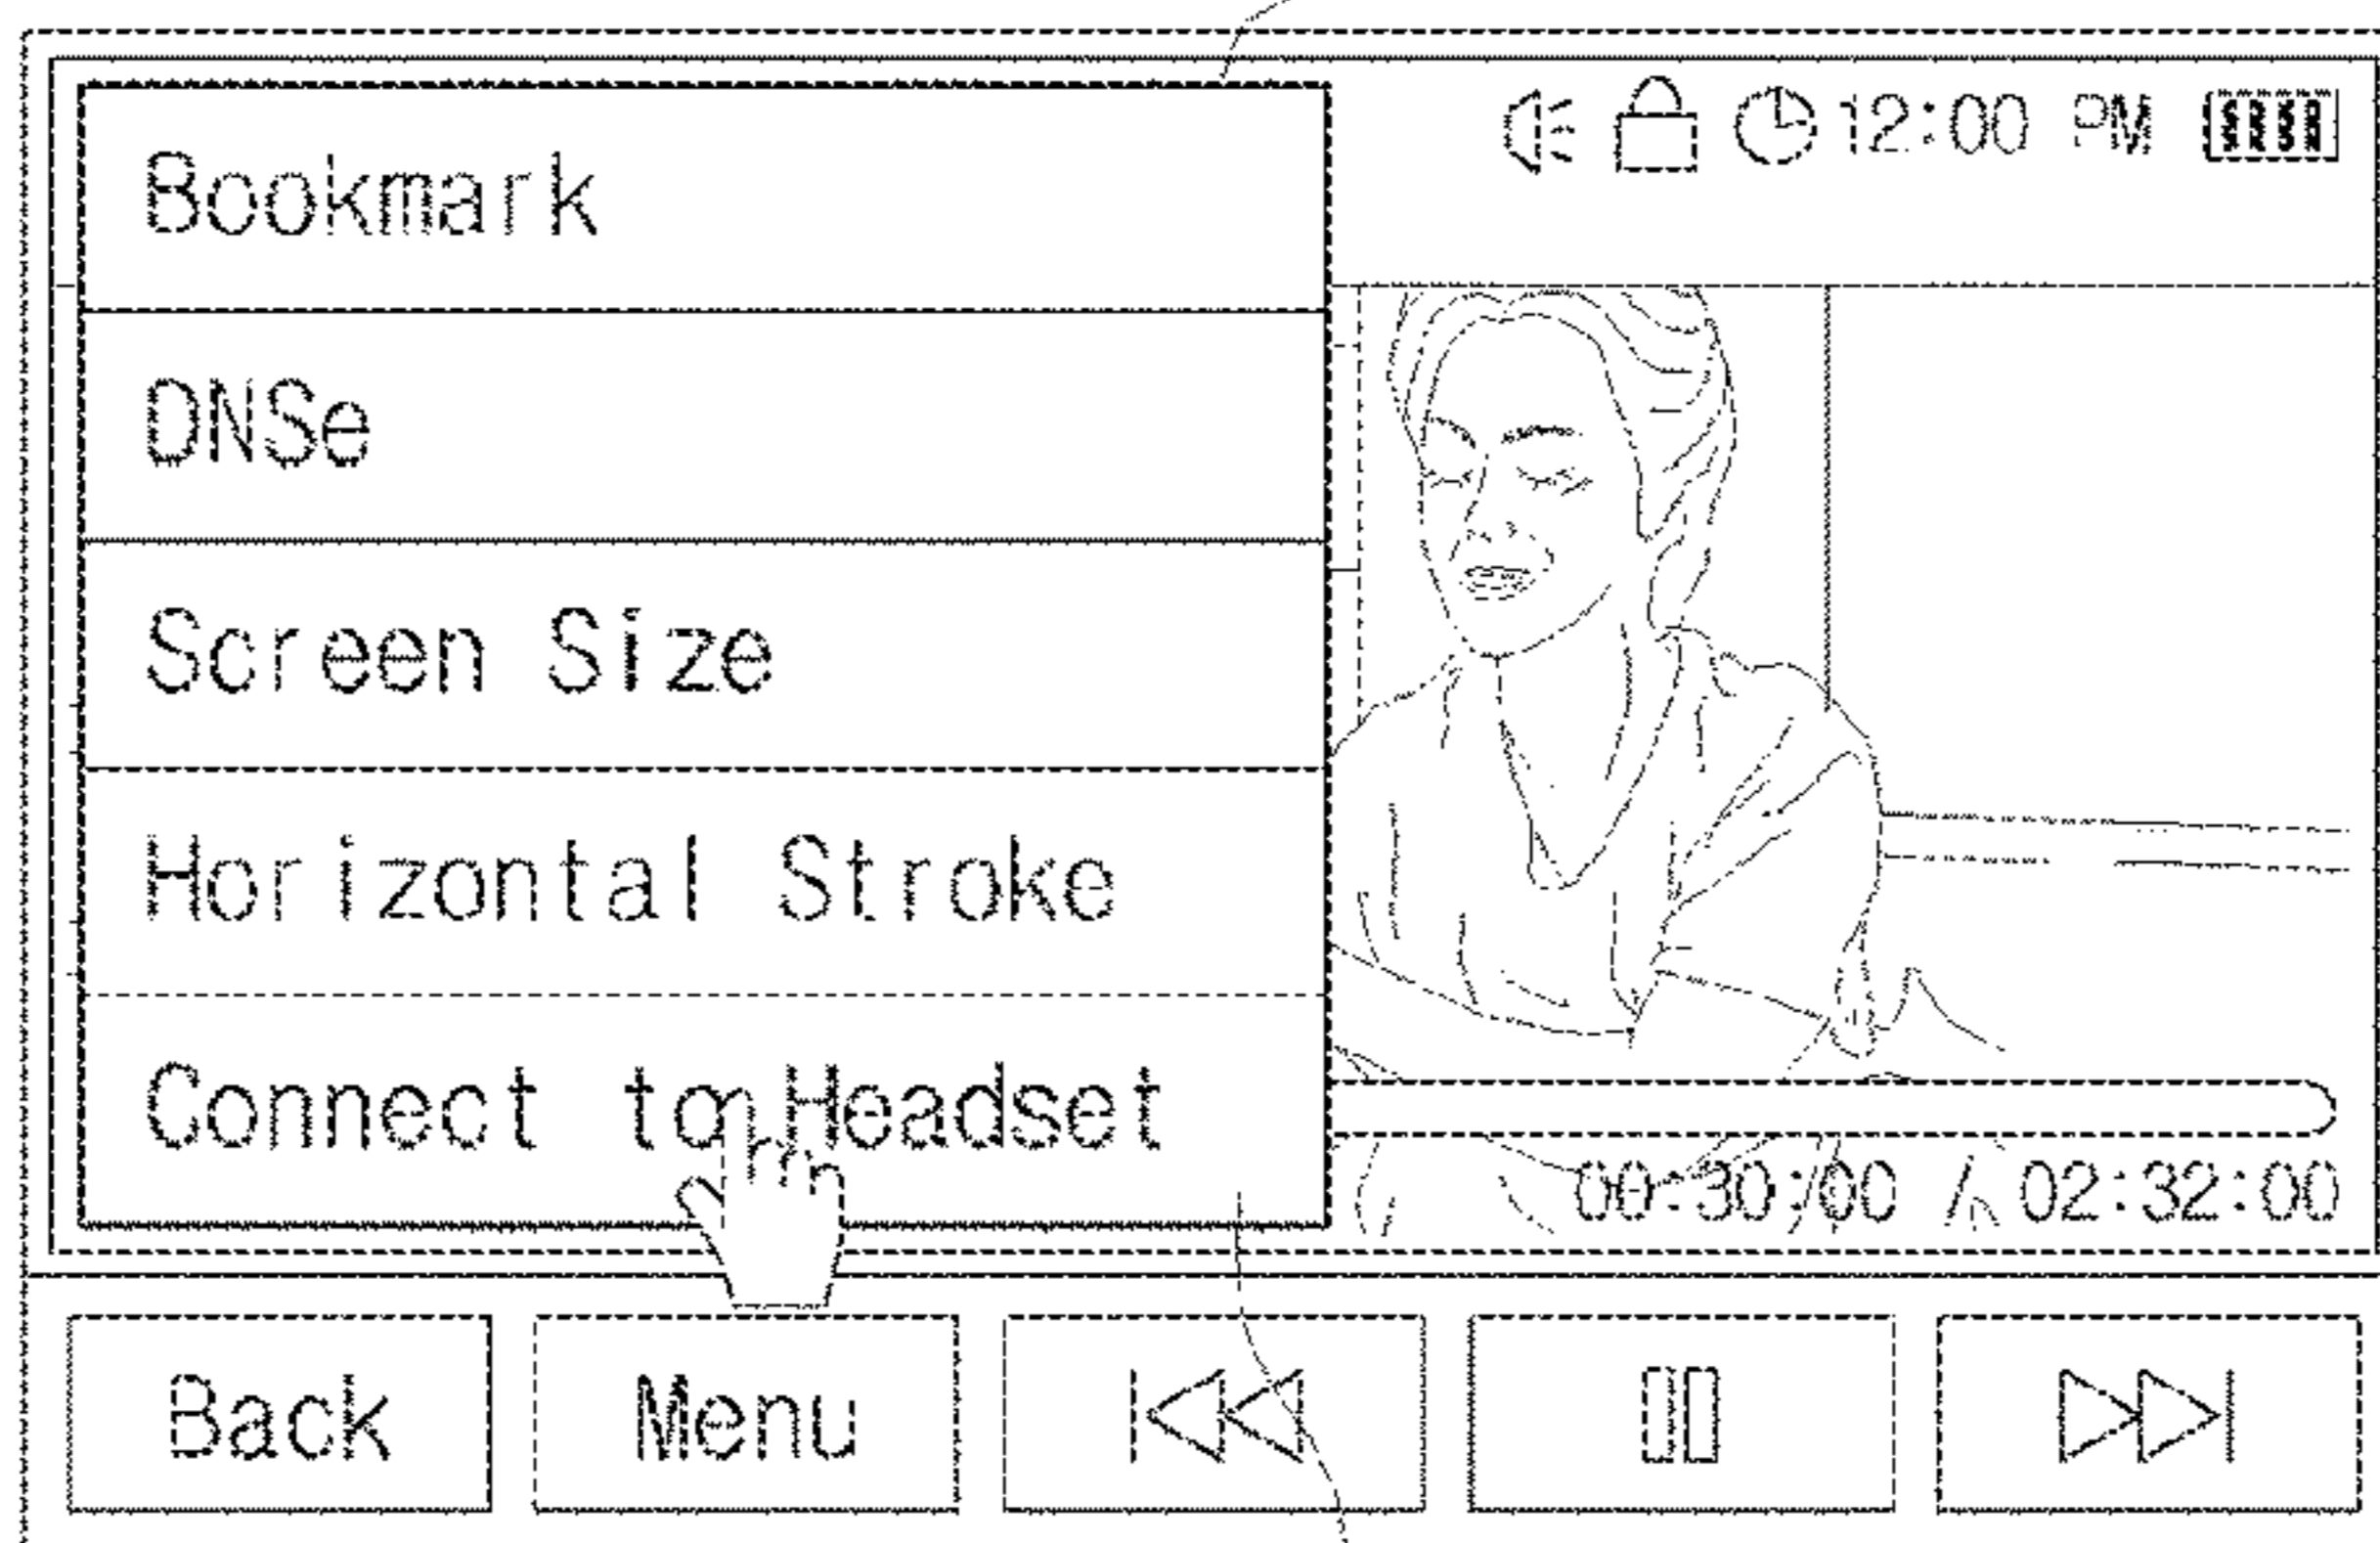 12:00 PM
Bookmark
DNSe
Screen Size
Horizontal Stroke
Connect to Headset
00:30:00 / 02:32:00
Back
Menu